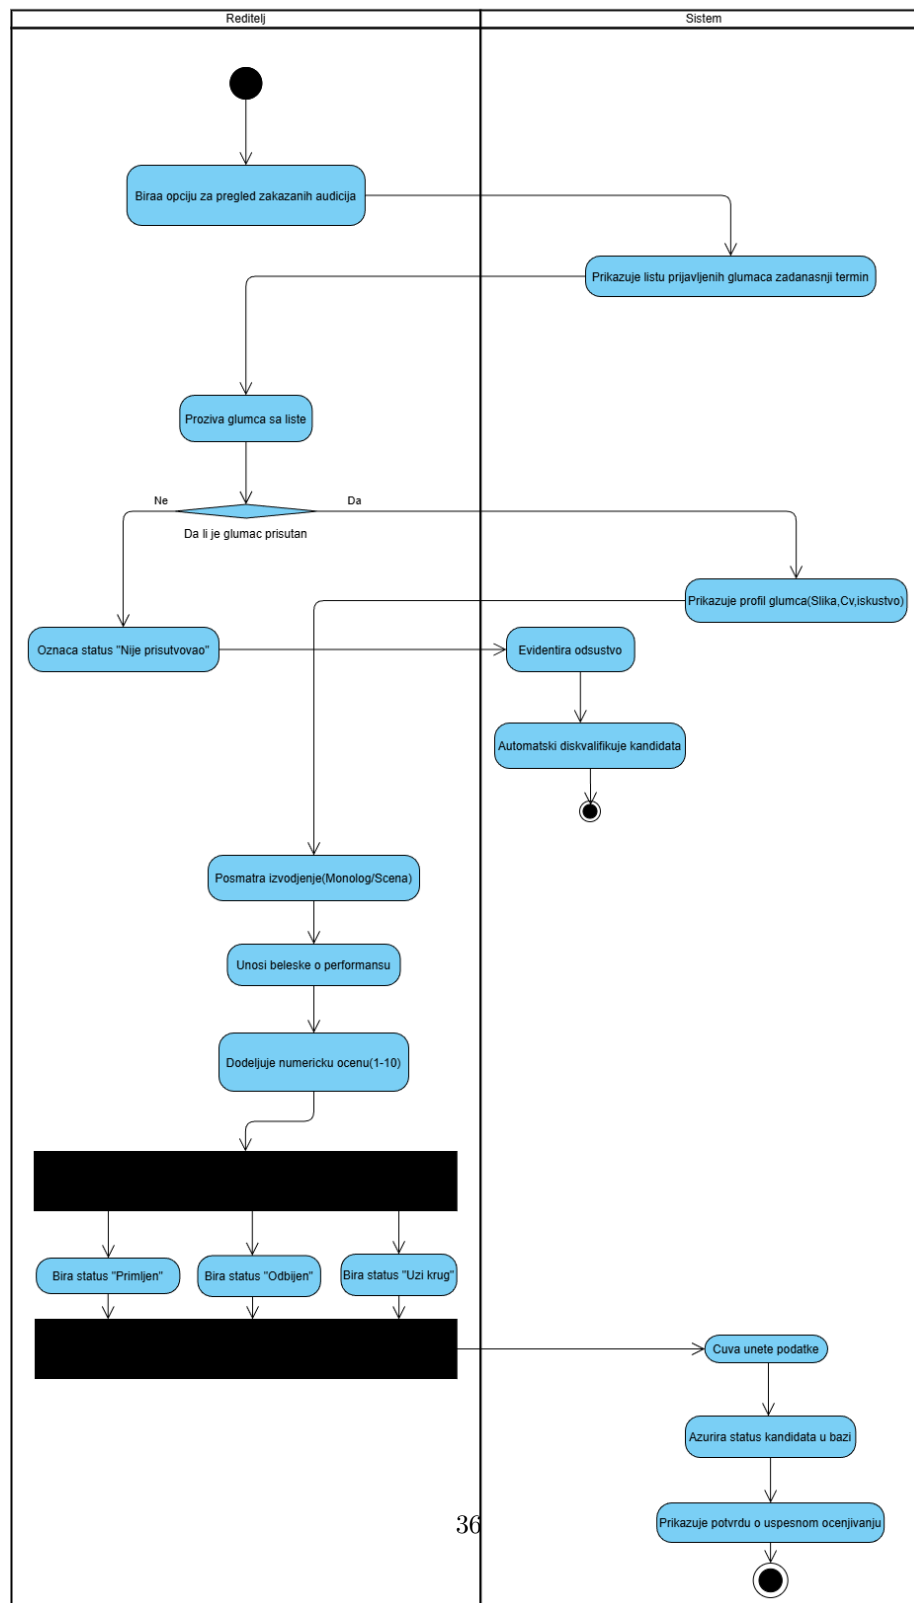 Reditelj
Sistem
Biraa opciju za pregled zakazanih audicija
Prikazuje listu prijavljenih glumaca zadanasnji termin
Proziva glumca sa liste
Ne
Da
Da li je glumac prisutan
Prikazuje profil glumca(Slika,Cv,iskustvo)
Oznaca status "Nije prisutvovao"
Evidentira odsustvo
Automatski diskvalifikuje kandidata
Posmatra izvodjenje(Monolog/Scena)
Unosi beleske o performansu
Dodeljuje numericku ocenu(1-10)
Bira status "Primljen"
Bira status "Odbijen"
Bira status "Uzi krug"
Cuva unete podatke
Azurira status kandidata u bazi
Prikazuje potvrdu o uspesnom ocenjivanju
36